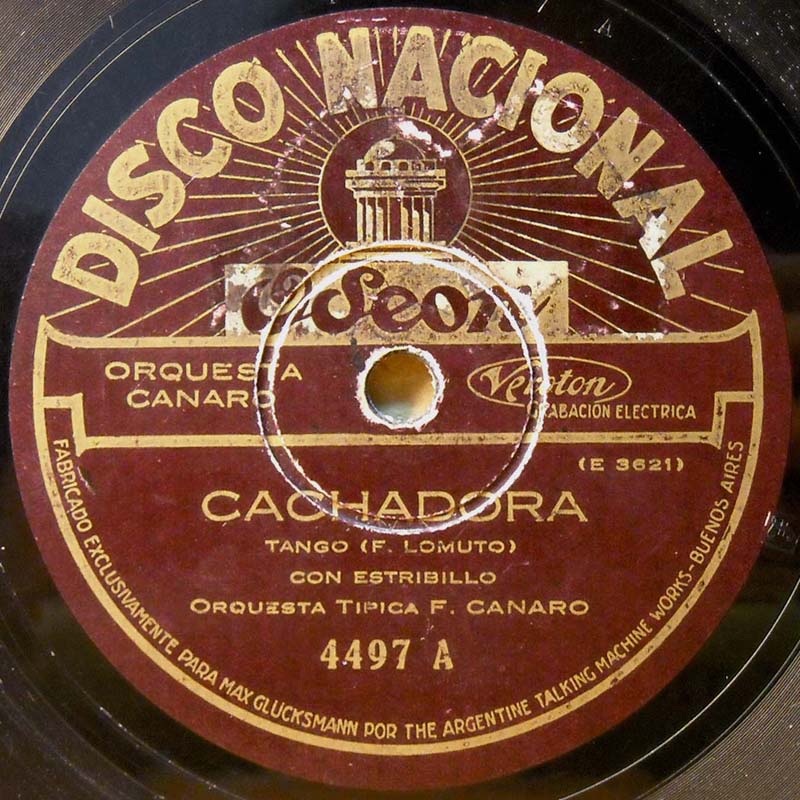 DISCO NACIONAL
Odeon
ORQUESTA
CANARO
Veroton
GRABACIÓN ELECTRICA
(E 3621)
CACHADORA
TANGO (F. LOMUTO)
CON ESTRIBILLO
ORQUESTA TIPICA F. CANARO
4497 A
FABRICADO EXCLUSIVAMENTE PARA MAX GLUCKSMANN POR THE ARGENTINE TALKING MACHINE WORKS-BUENOS AIRES